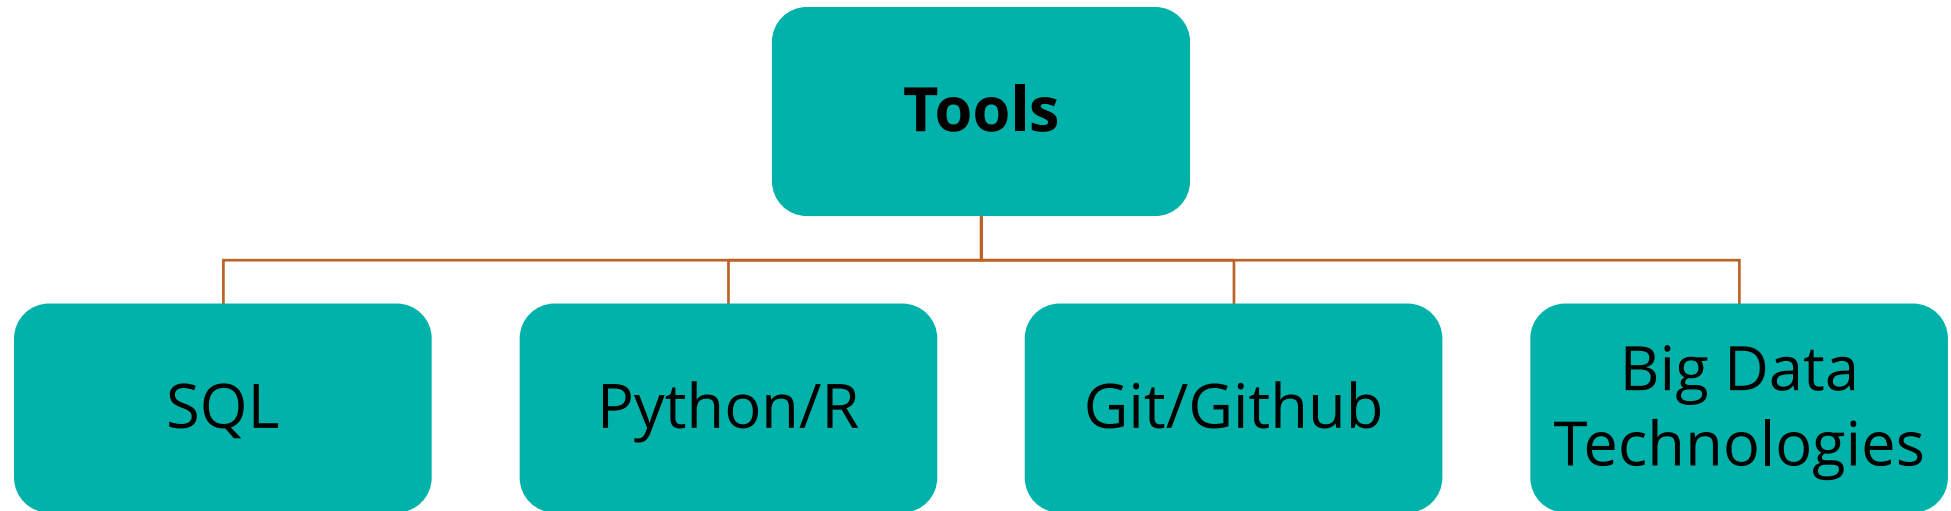 Tools
SQL
Python/R
Git/Github
Big Data
Technologies